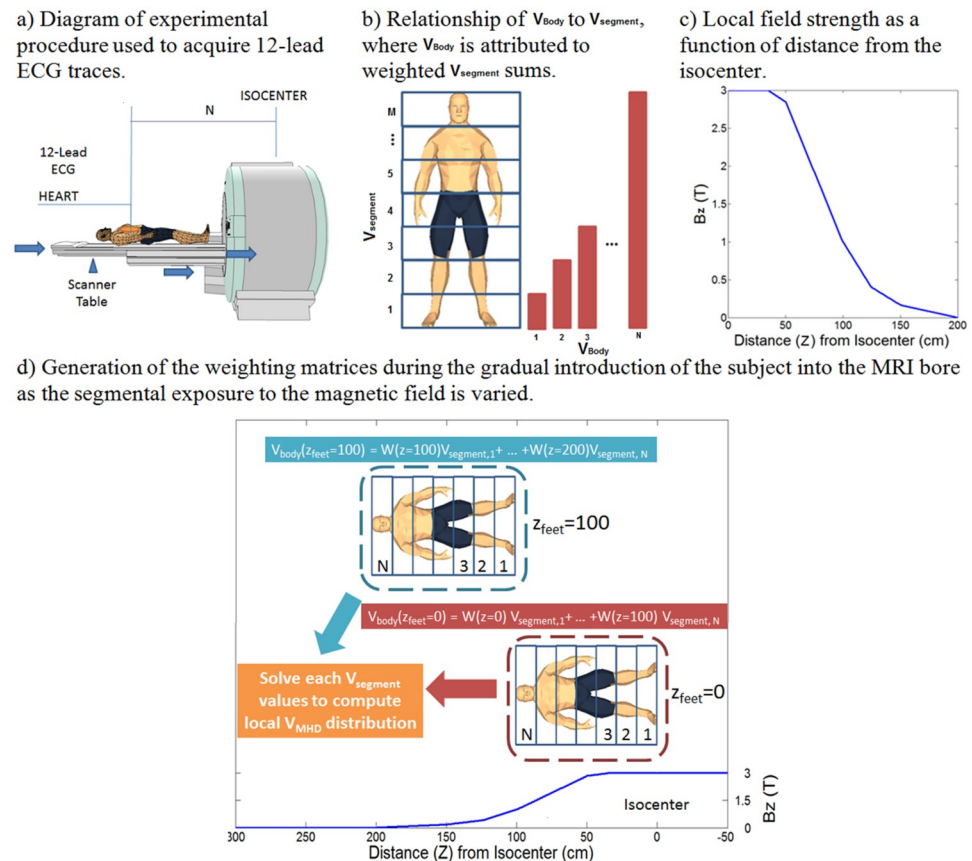 a) Diagram of experimental
procedure used to acquire 12-lead
ECG traces.
ISOCENTER
N
12-Lead
ECG
HEART
Scanner
Table
b) Relationship of VBody to Vsegment,
where VBody is attributed to
weighted Vsegment sums.
Vsegment
M
⋮
5
4
3
2
1
...
1 2 3 N
VBody
c) Local field strength as a
function of distance from the
isocenter.
Bz (T)
3
2.5
2
1.5
1
0.5
0
0 50 100 150 200
Distance (Z) from Isocenter (cm)
d) Generation of the weighting matrices during the gradual introduction of the subject into the MRI bore
as the segmental exposure to the magnetic field is varied.
Vbody(zfeet=100) = W(z=100)Vsegment,1+ ... +W(z=200)Vsegment, N
N 3 2 1
zfeet=100
Vbody(zfeet=0) = W(z=0) Vsegment,1+ ... +W(z=100) Vsegment, N
Solve each Vsegment
values to compute
local VMHD distribution
N 3 2 1
zfeet=0
3
1.5
0
Bz (T)
Isocenter
300 250 200 150 100 50 0 -50
Distance (Z) from Isocenter (cm)